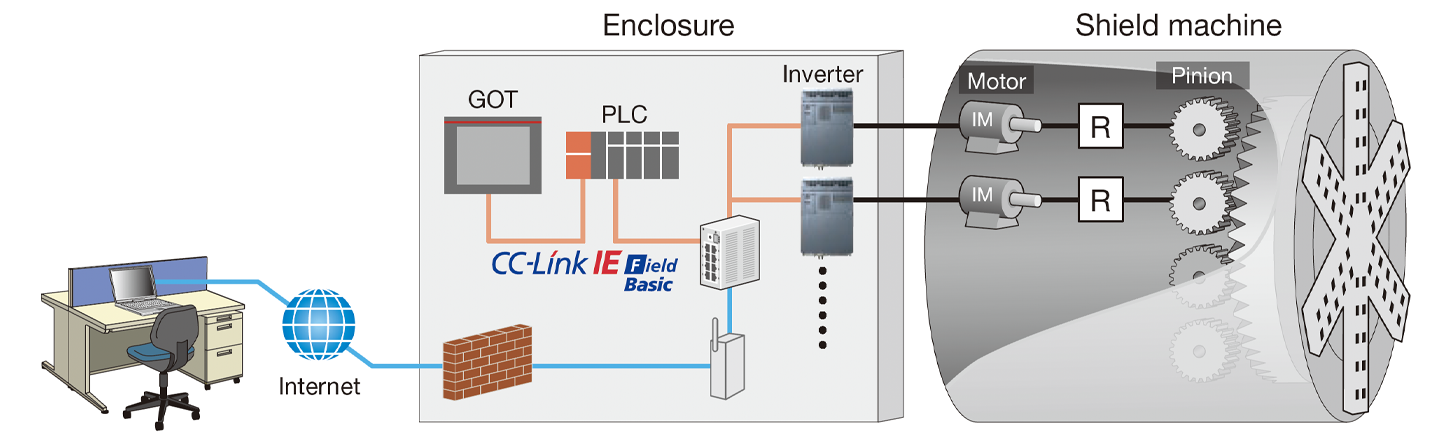 Enclosure
Shield machine
Inverter
Motor
Pinion
GOT
PLC
IM
R
IM
R
CC-Link IE Field
Basic
Internet